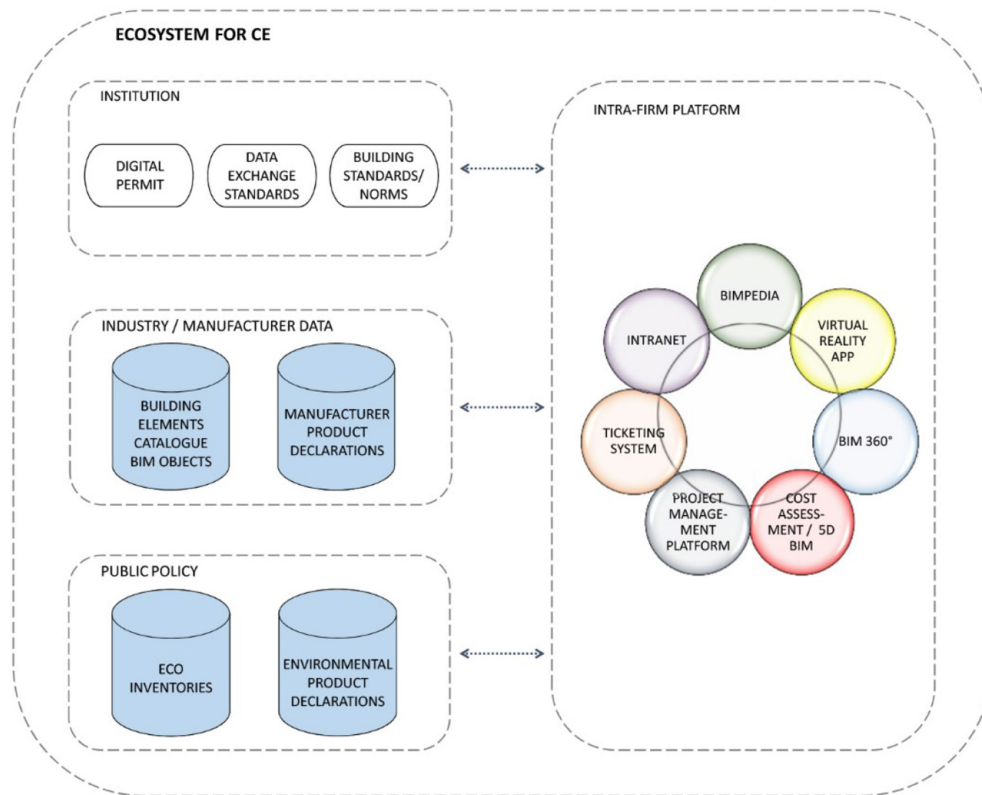 ECOSYSTEM FOR CE
INSTITUTION
DIGITAL
PERMIT
DATA
EXCHANGE
STANDARDS
BUILDING
STANDARDS/
NORMS
INDUSTRY / MANUFACTURER DATA
BUILDING
ELEMENTS
CATALOGUE
BIM OBJECTS
MANUFACTURER
PRODUCT
DECLARATIONS
PUBLIC POLICY
ECO
INVENTORIES
ENVIRONMENTAL
PRODUCT
DECLARATIONS
INTRA-FIRM PLATFORM
BIMPEDIA
VIRTUAL
REALITY
APP
BIM 360°
COST
ASSESS-
MENT / 5D
BIM
PROJECT
MANAGE-
MENT
PLATFORM
TICKETING
SYSTEM
INTRANET